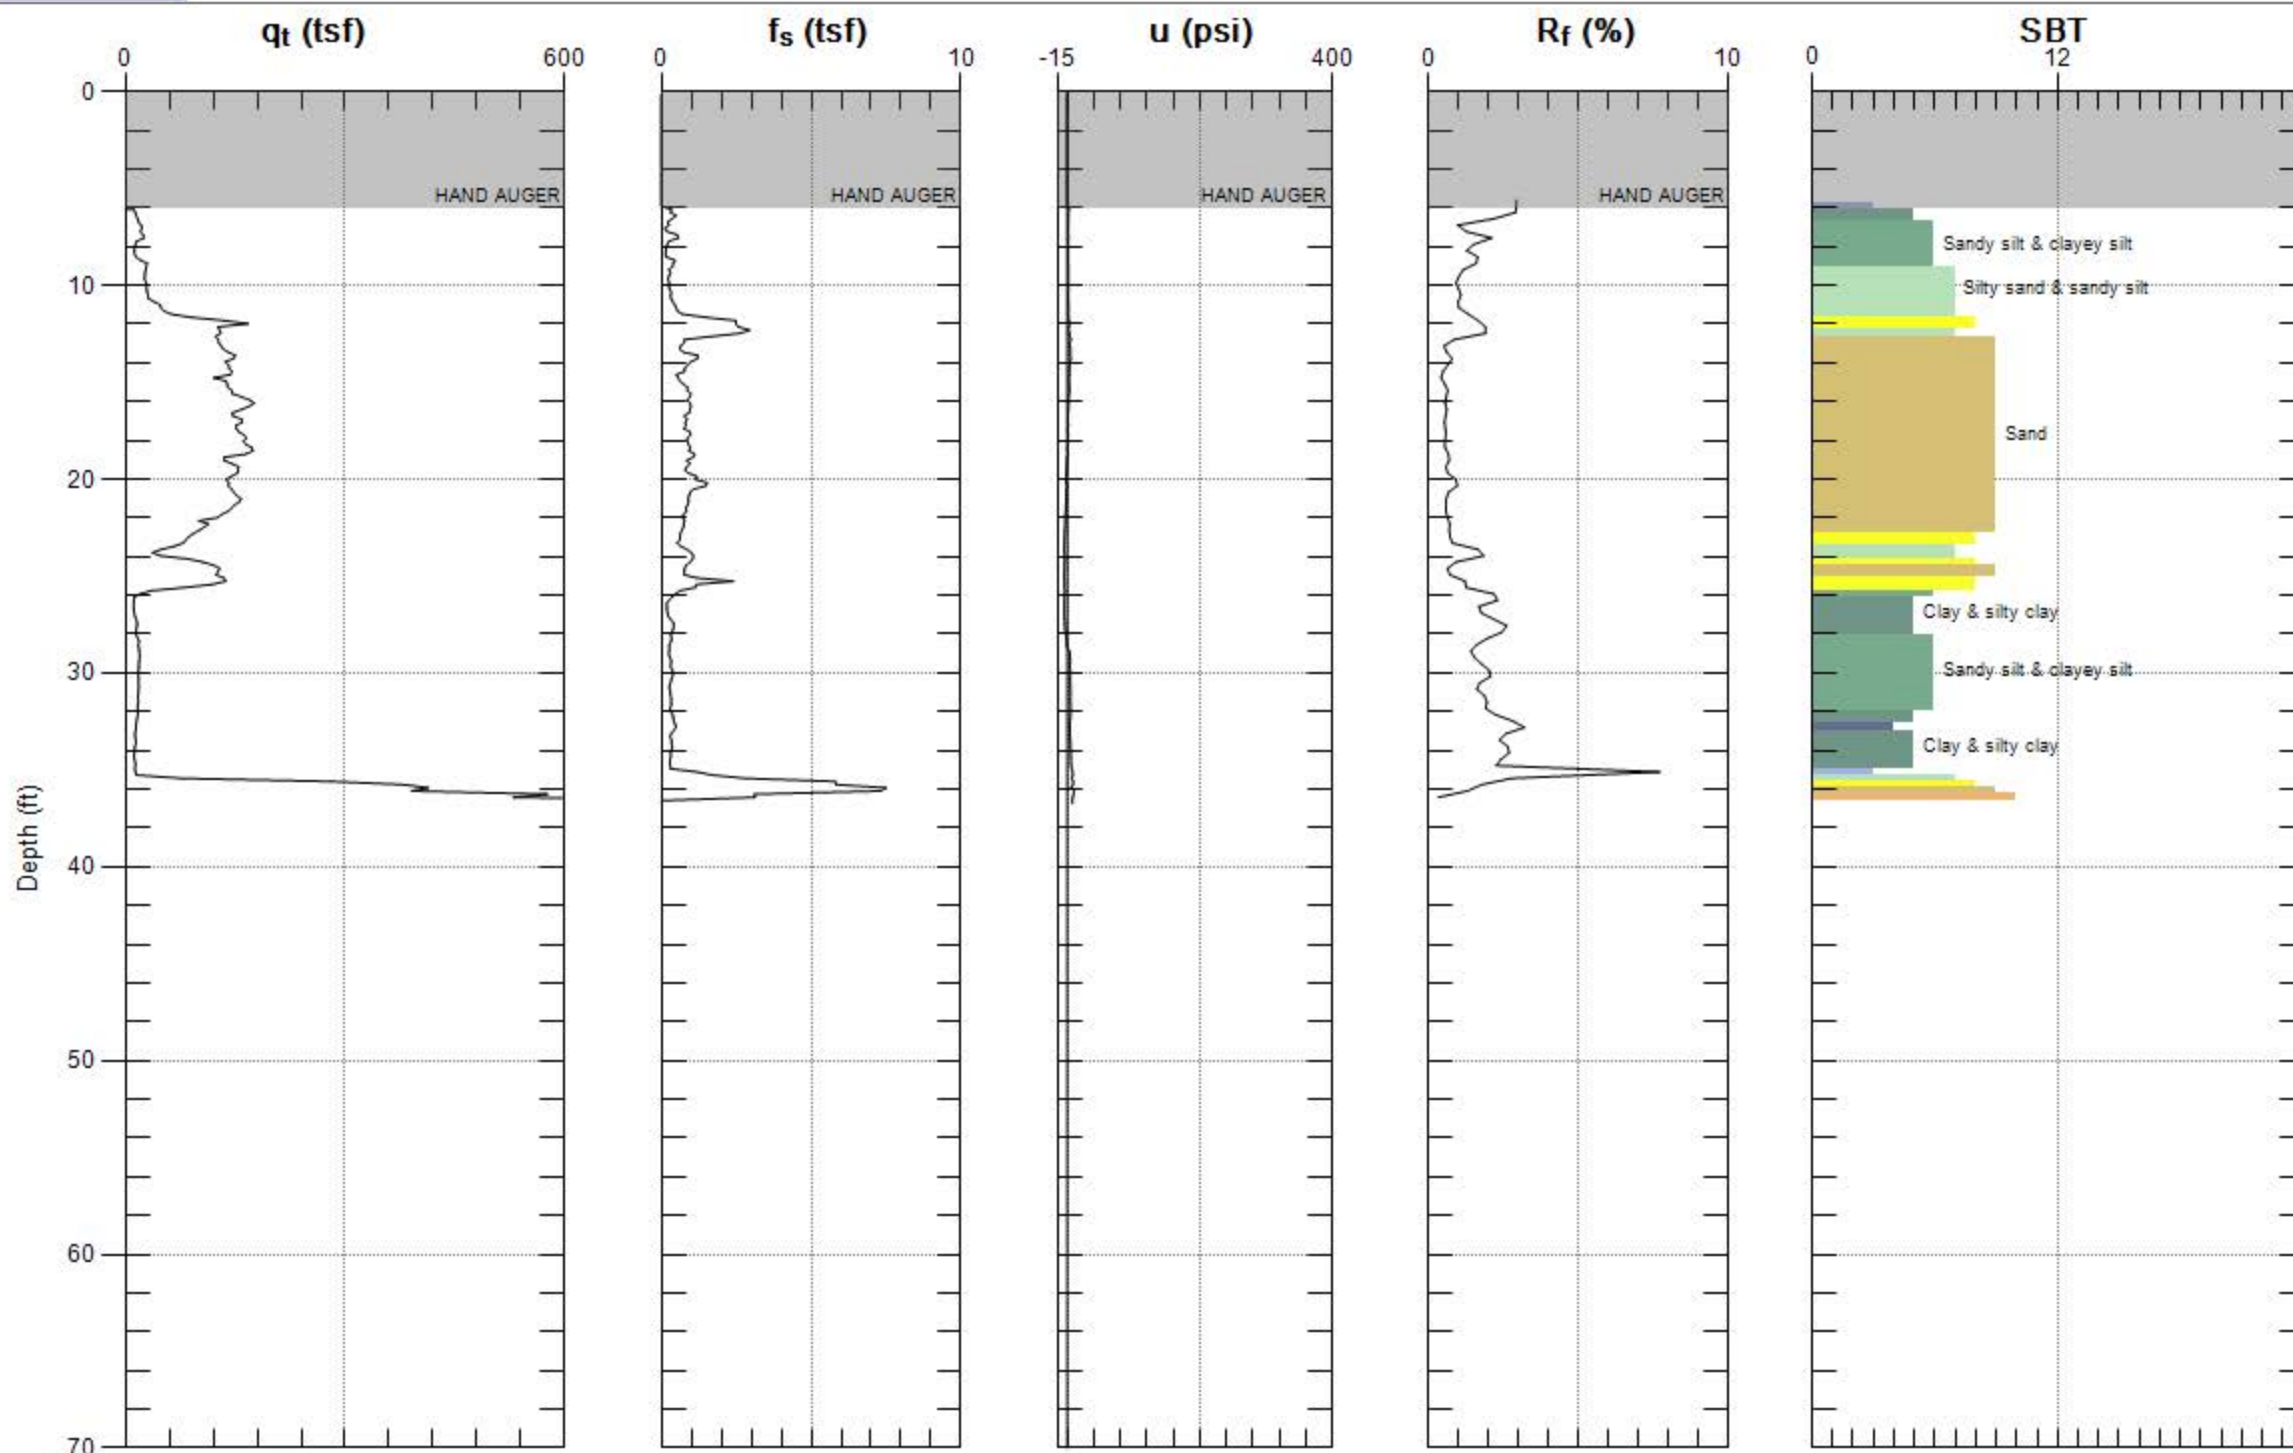 qt (tsf) fs (tsf) u (psi) Rf (%) SBT
0 600 0 10 -15 400 0 10 0 12
0
HAND AUGER HAND AUGER HAND AUGER HAND AUGER
Sandy silt & clayey silt
10
Silty sand & sandy silt
Sand
20
Clay & silty clay
30
Sandy silt & clayey silt
Clay & silty clay
Depth (ft)
40
50
60
70